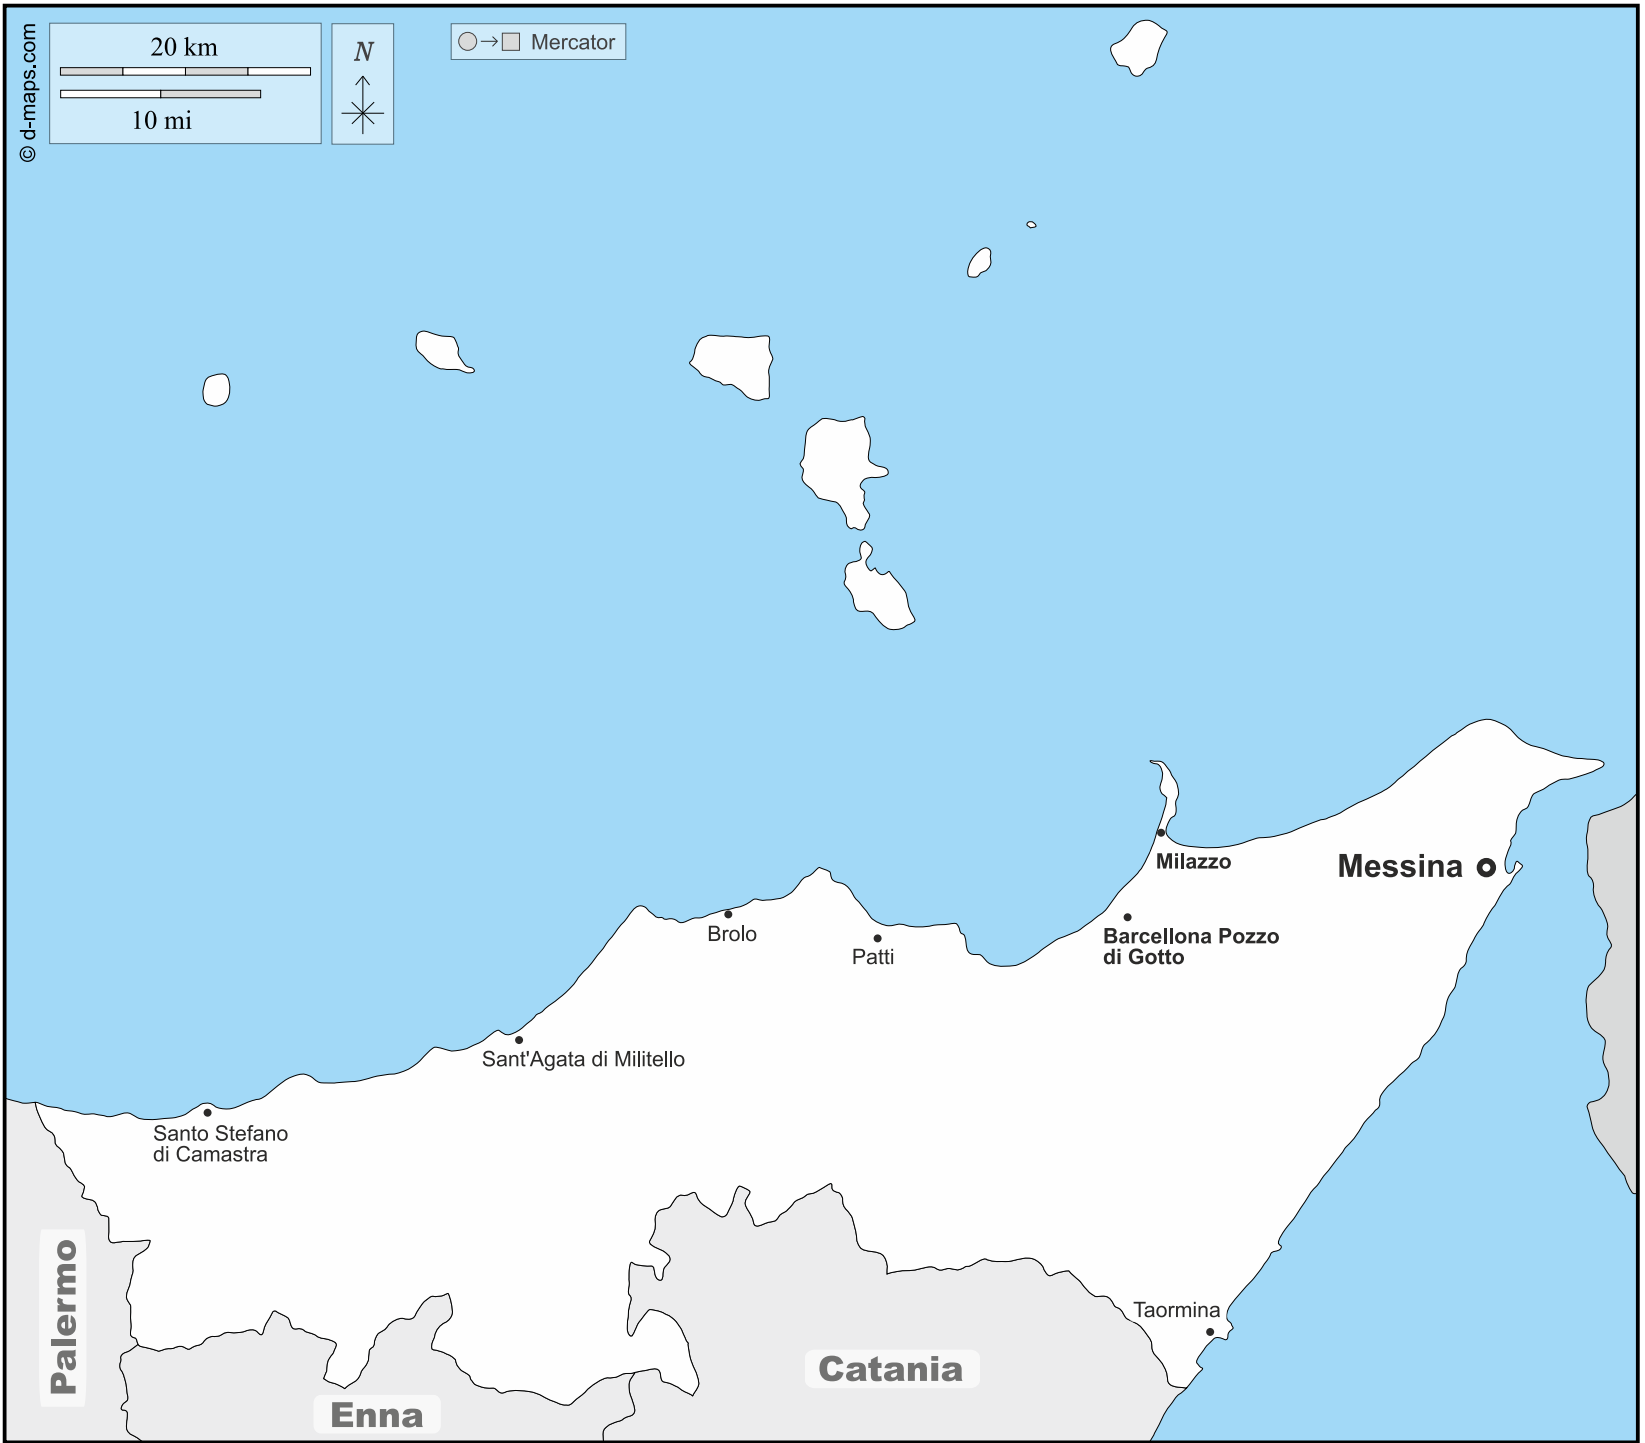 © d-maps.com
20 km
10 mi
N
Mercator
Milazzo
Messina
Barcellona Pozzo
di Gotto
Brolo
Patti
Sant'Agata di Militello
Santo Stefano
di Camastra
Taormina
Palermo
Catania
Enna